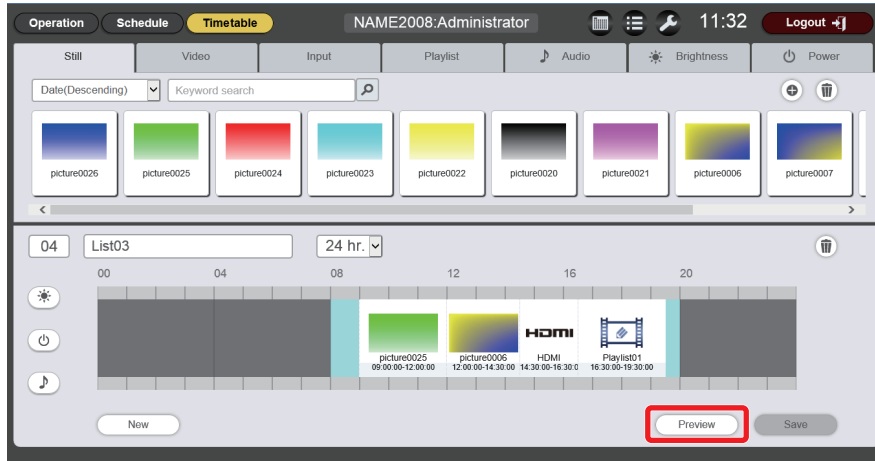 Operation Schedule Timetable NAME2008:Administrator 11:32 Logout
Still Video Input Playlist Audio Brightness Power
Date(Descending) Keyword search
picture0026 picture0025 picture0024 picture0023 picture0022 picture0020 picture0021 picture0006 picture0007
04 List03 24 hr.
00 04 08 12 16 20
HDMI
picture0025 picture0006 HDMI Playlist01
09:00:00-12:00:00 12:00:00-14:30:00 14:30:00-16:30:0 16:30:00-19:30:00
New Preview Save